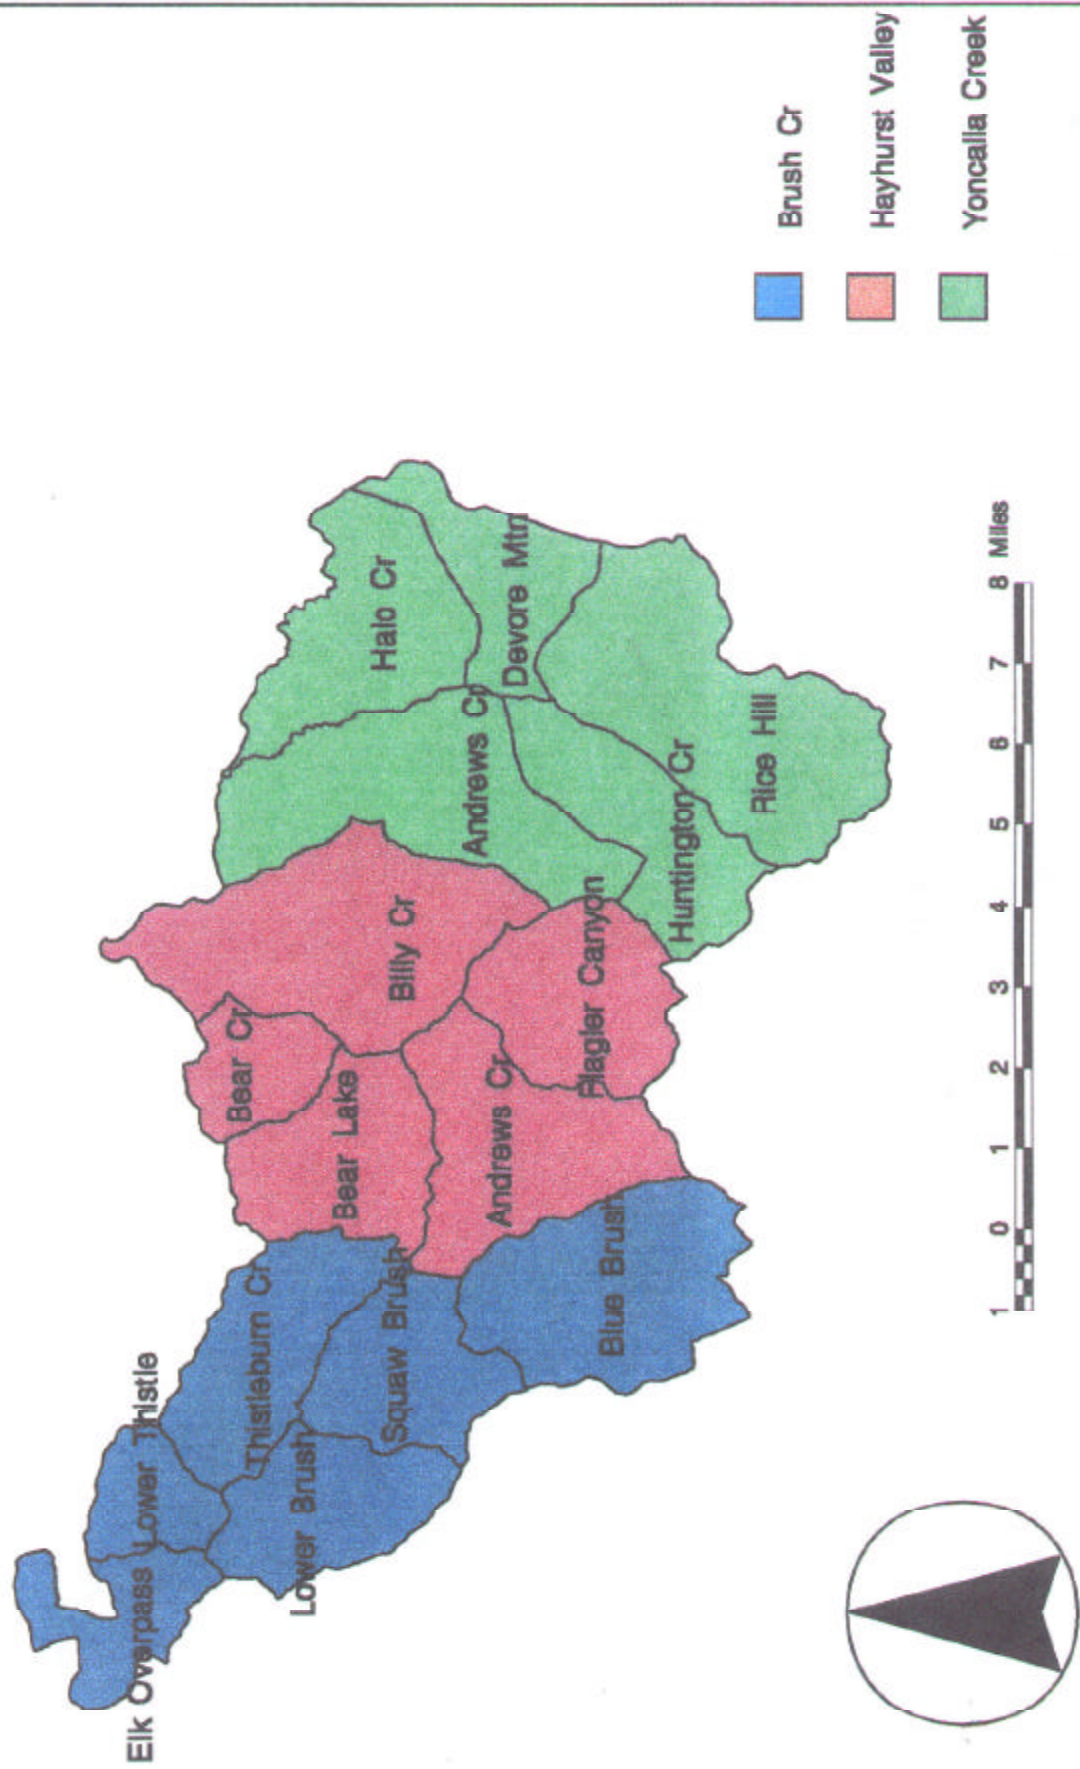 Elk Overpass
Lower Thistle
Thistleburn Cr
Lower Brush
Squaw Brush
Blue Brush
Bear Cr
Bear Lake
Billy Cr
Andrews Cr
Flagler Canyon
Halo Cr
Andrews Cr
Devore Mtn
Huntington Cr
Rice Hill
Brush Cr
Hayhurst Valley
Yoncalla Creek
1 0 1 2 3 4 5 6 7 8 Miles